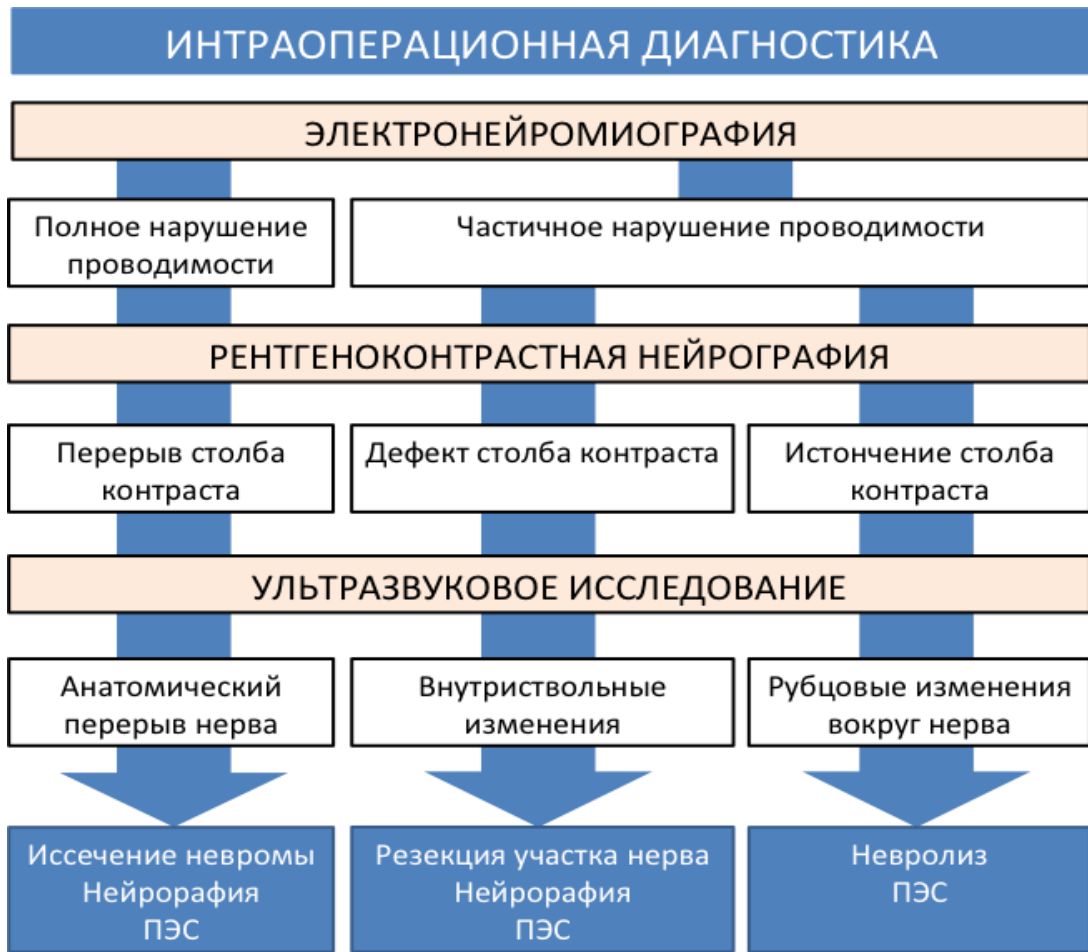 ИНТРАОПЕРАЦИОННАЯ ДИАГНОСТИКА
ЭЛЕКТРОНЕЙРОМИОГРАФИЯ
Полное нарушение
проводимости
Частичное нарушение проводимости
РЕНТГЕНОКОНТРАСТНАЯ НЕЙРОГРАФИЯ
Перерыв столба
контраста
Дефект столба контраста
Истончение столба
контраста
УЛЬТРАЗВУКОВОЕ ИССЛЕДОВАНИЕ
Анатомический
перерыв нерва
Внутриствольные
изменения
Рубцовые изменения
вокруг нерва
Иссечение невромы
Нейрорафия
ПЭС
Резекция участка нерва
Нейрорафия
ПЭС
Невролиз
ПЭС